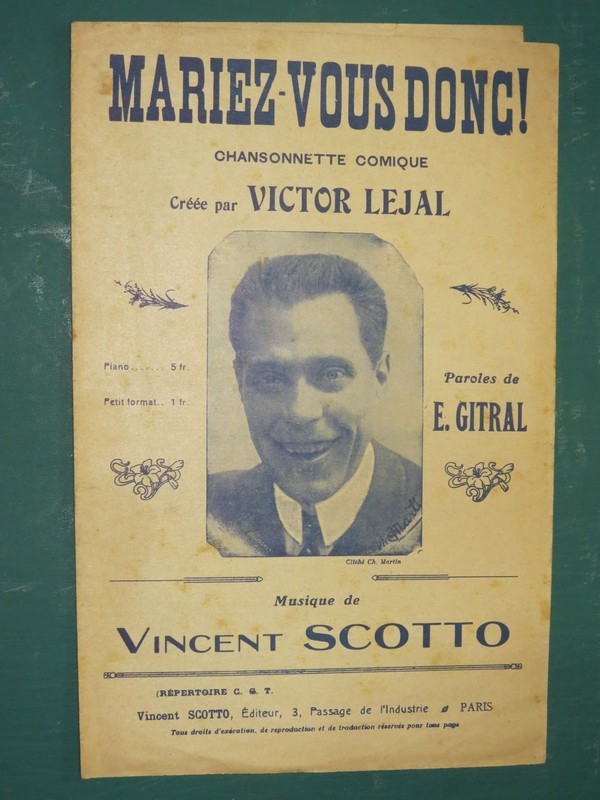 MARIEZ-VOUS DONC!
CHANSONNETTE COMIQUE
Créée par VICTOR LEJAL
Piano....... 5 fr.
Petit format.. 1 fr.
Paroles de
E. GITRAL
Cliché Ch. Martin
Musique de
VINCENT SCOTTO
(RÉPERTOIRE C. G. T.
Vincent SCOTTO, Éditeur, 3, Passage de l'Industrie PARIS
Tous droits d'exécution, de reproduction et de traduction réservés pour tous pays